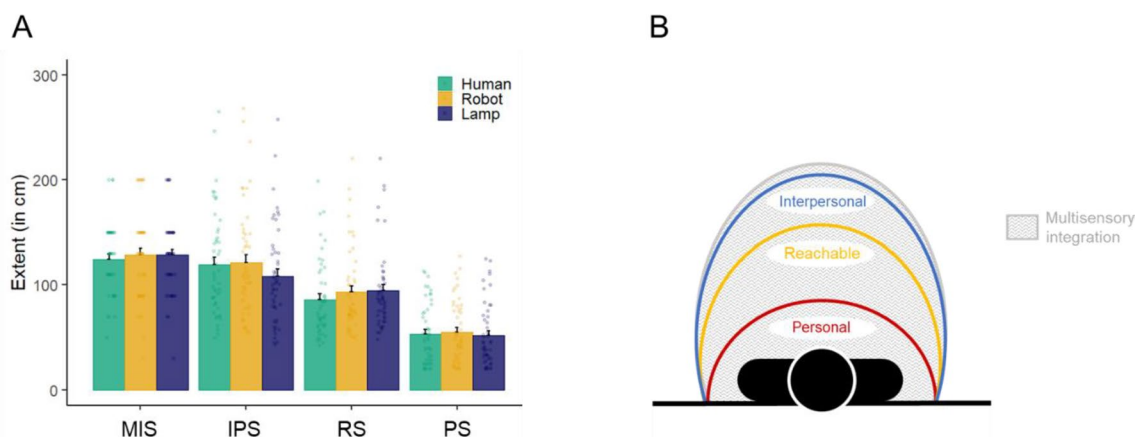 A
B
300
200
100
0
Extent (in cm)
Human
Robot
Lamp
MIS
IPS
RS
PS
Interpersonal
Reachable
Personal
Multisensory
integration